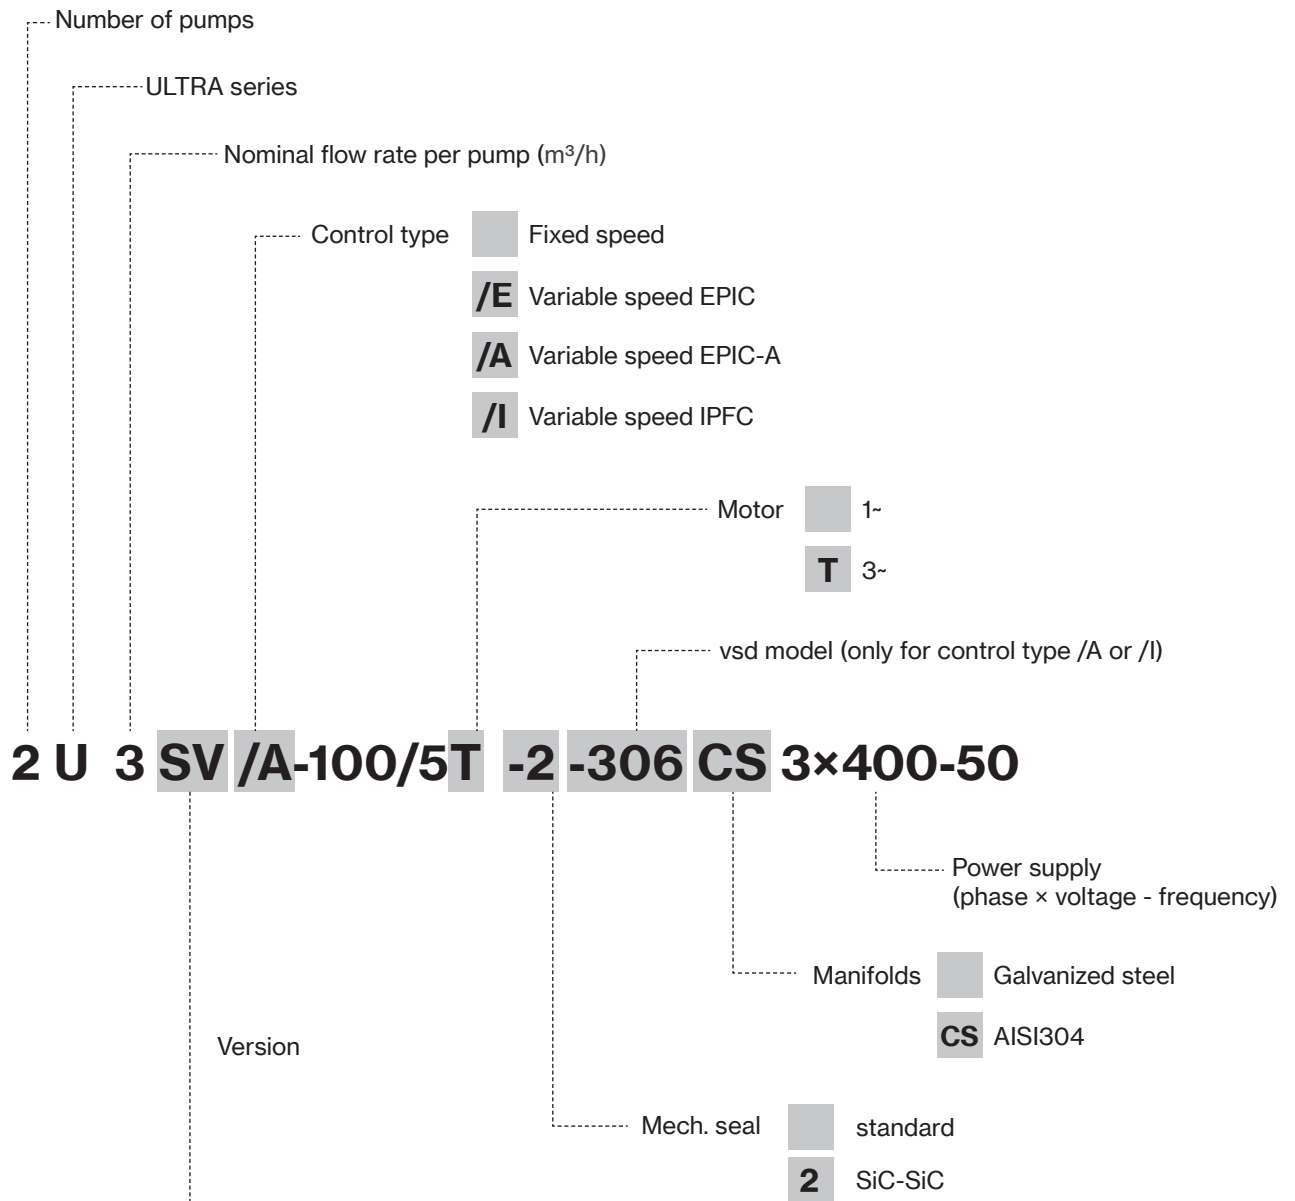 Number of pumps
ULTRA series
Nominal flow rate per pump (m³/h)
Control type Fixed speed
/E Variable speed EPIC
/A Variable speed EPIC-A
/I Variable speed IPFC
Motor 1~
T 3~
vsd model (only for control type /A or /I)
2 U 3 SV /A-100/5T -2 -306 CS 3×400-50
Power supply
(phase × voltage - frequency)
Manifolds Galvanized steel
CS AISI304
Version
Mech. seal standard
2 SiC-SiC